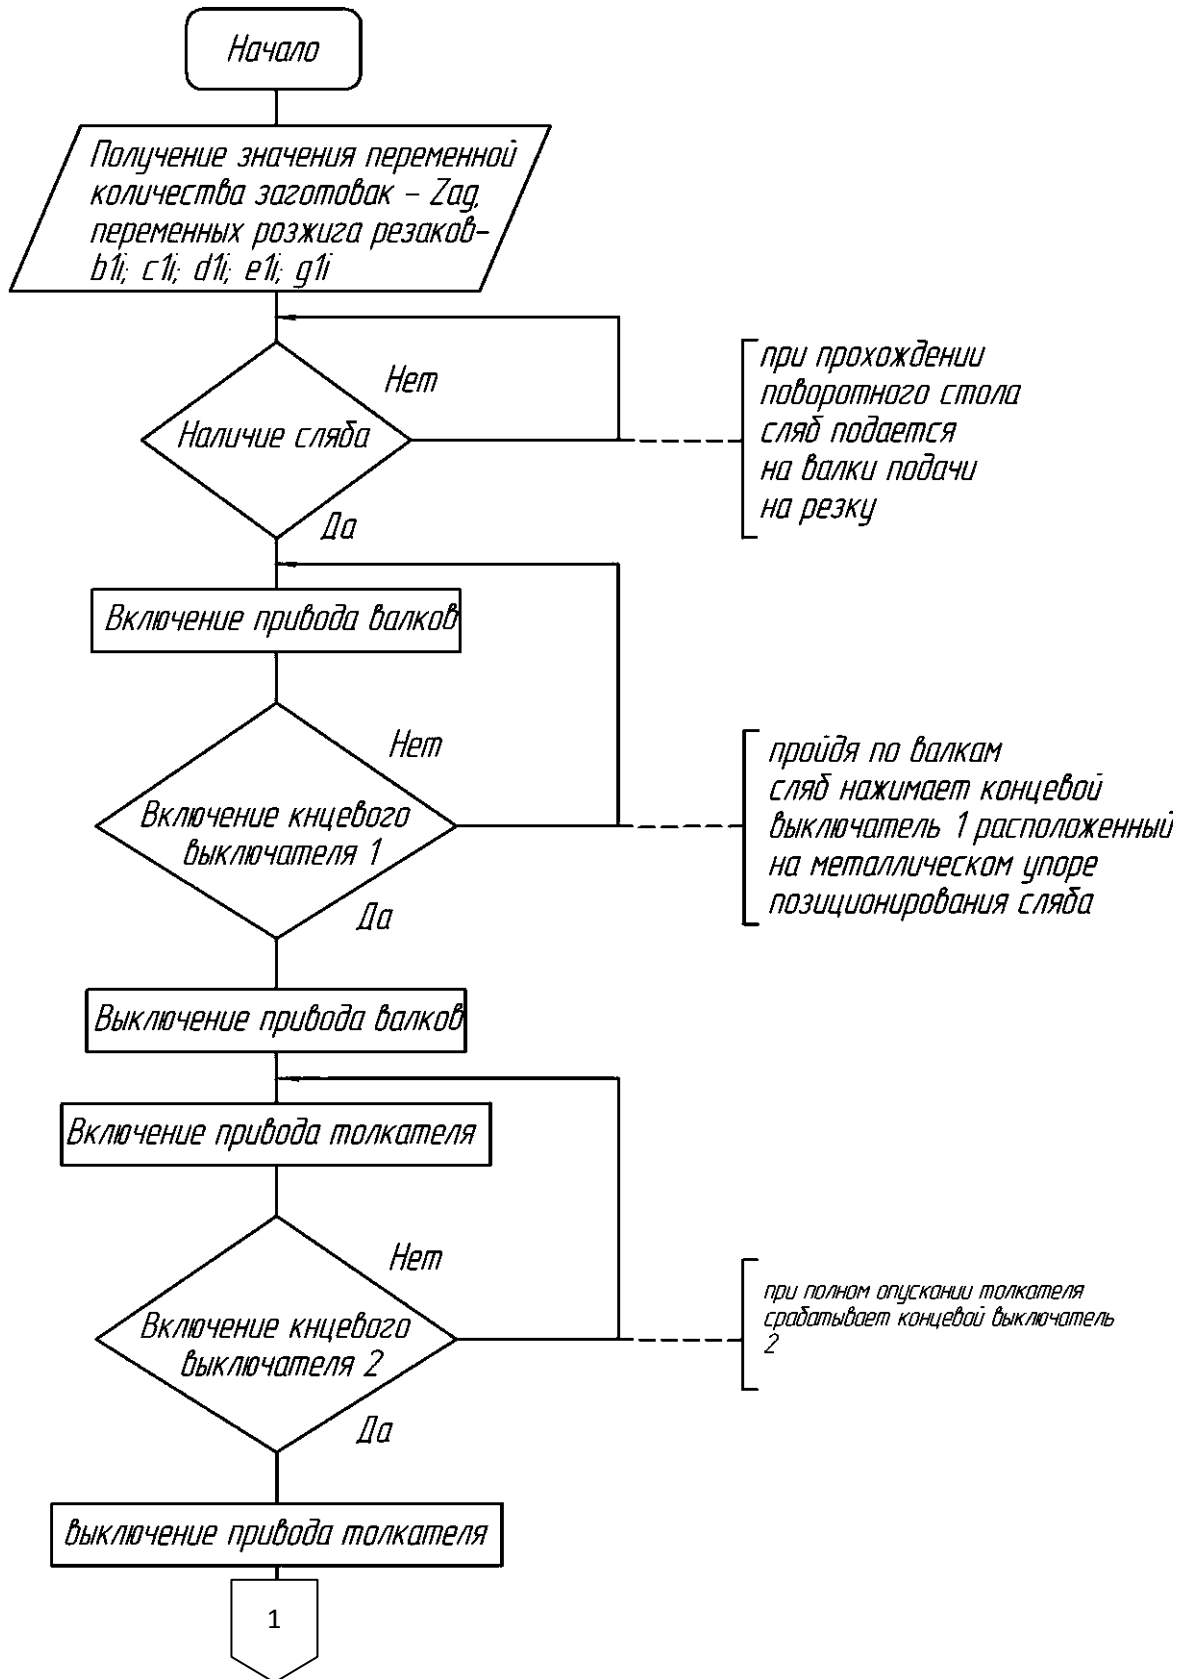 Начало
Получение значения переменной
количества заготовак – Zag,
переменных розжига резаков-
b1i; c1i; d1i; e1i; g1i
Нет
Наличие сляба
Да
при прохождении
поворотного стола
сляб подается
на валки подачи
на резку
Включение привода валков
Нет
Включение кнцевого
выключателя 1
Да
пройдя по валкам
сляб нажимает концевой
выключатель 1 расположенный
на металлическом упоре
позиционирования сляба
Выключение привода валков
Включение привода толкателя
Нет
Включение кнцевого
выключателя 2
Да
при полном опускании толкателя
срабатывает концевой выключатель
2
выключение привода толкателя
1